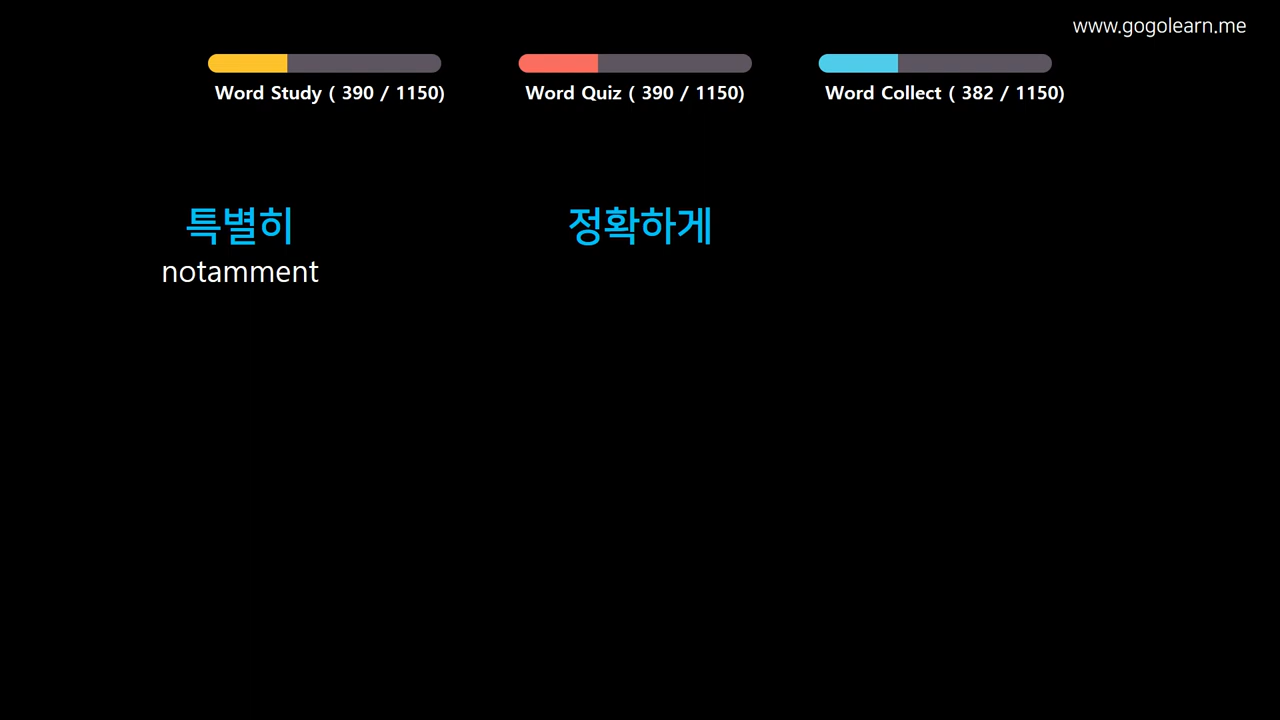 www.gogolearn.me
Word Study ( 390 / 1150)
Word Quiz ( 390 / 1150)
Word Collect ( 382 / 1150)
특별히
정확하게
notamment